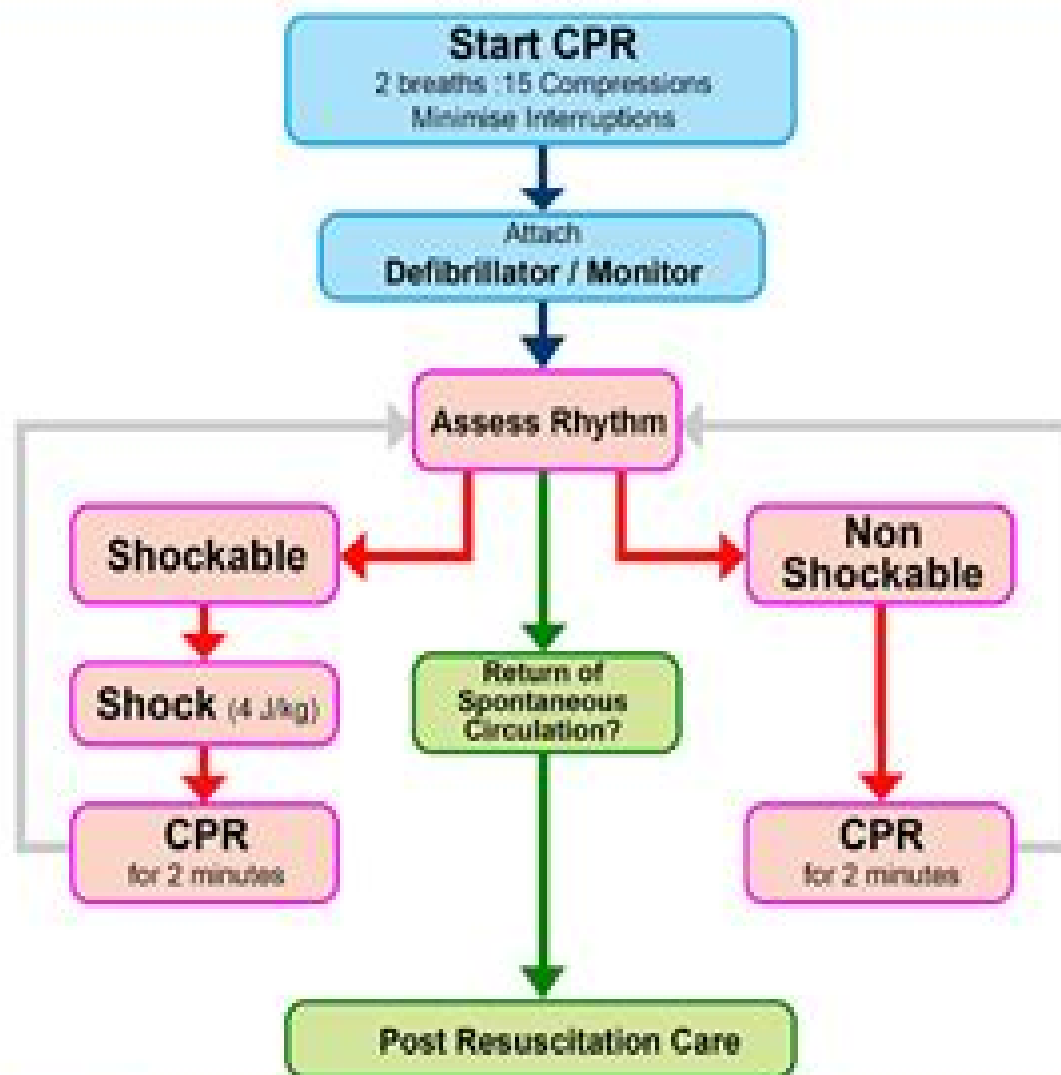 Start CPR
2 breaths :15 Compressions
Minimise Interruptions
Attach
Defibrillator / Monitor
Assess Rhythm
Shockable
Non
Shockable
Shock (4 J/kg)
Return of
Spontaneous
Circulation?
CPR
for 2 minutes
CPR
for 2 minutes
Post Resuscitation Care